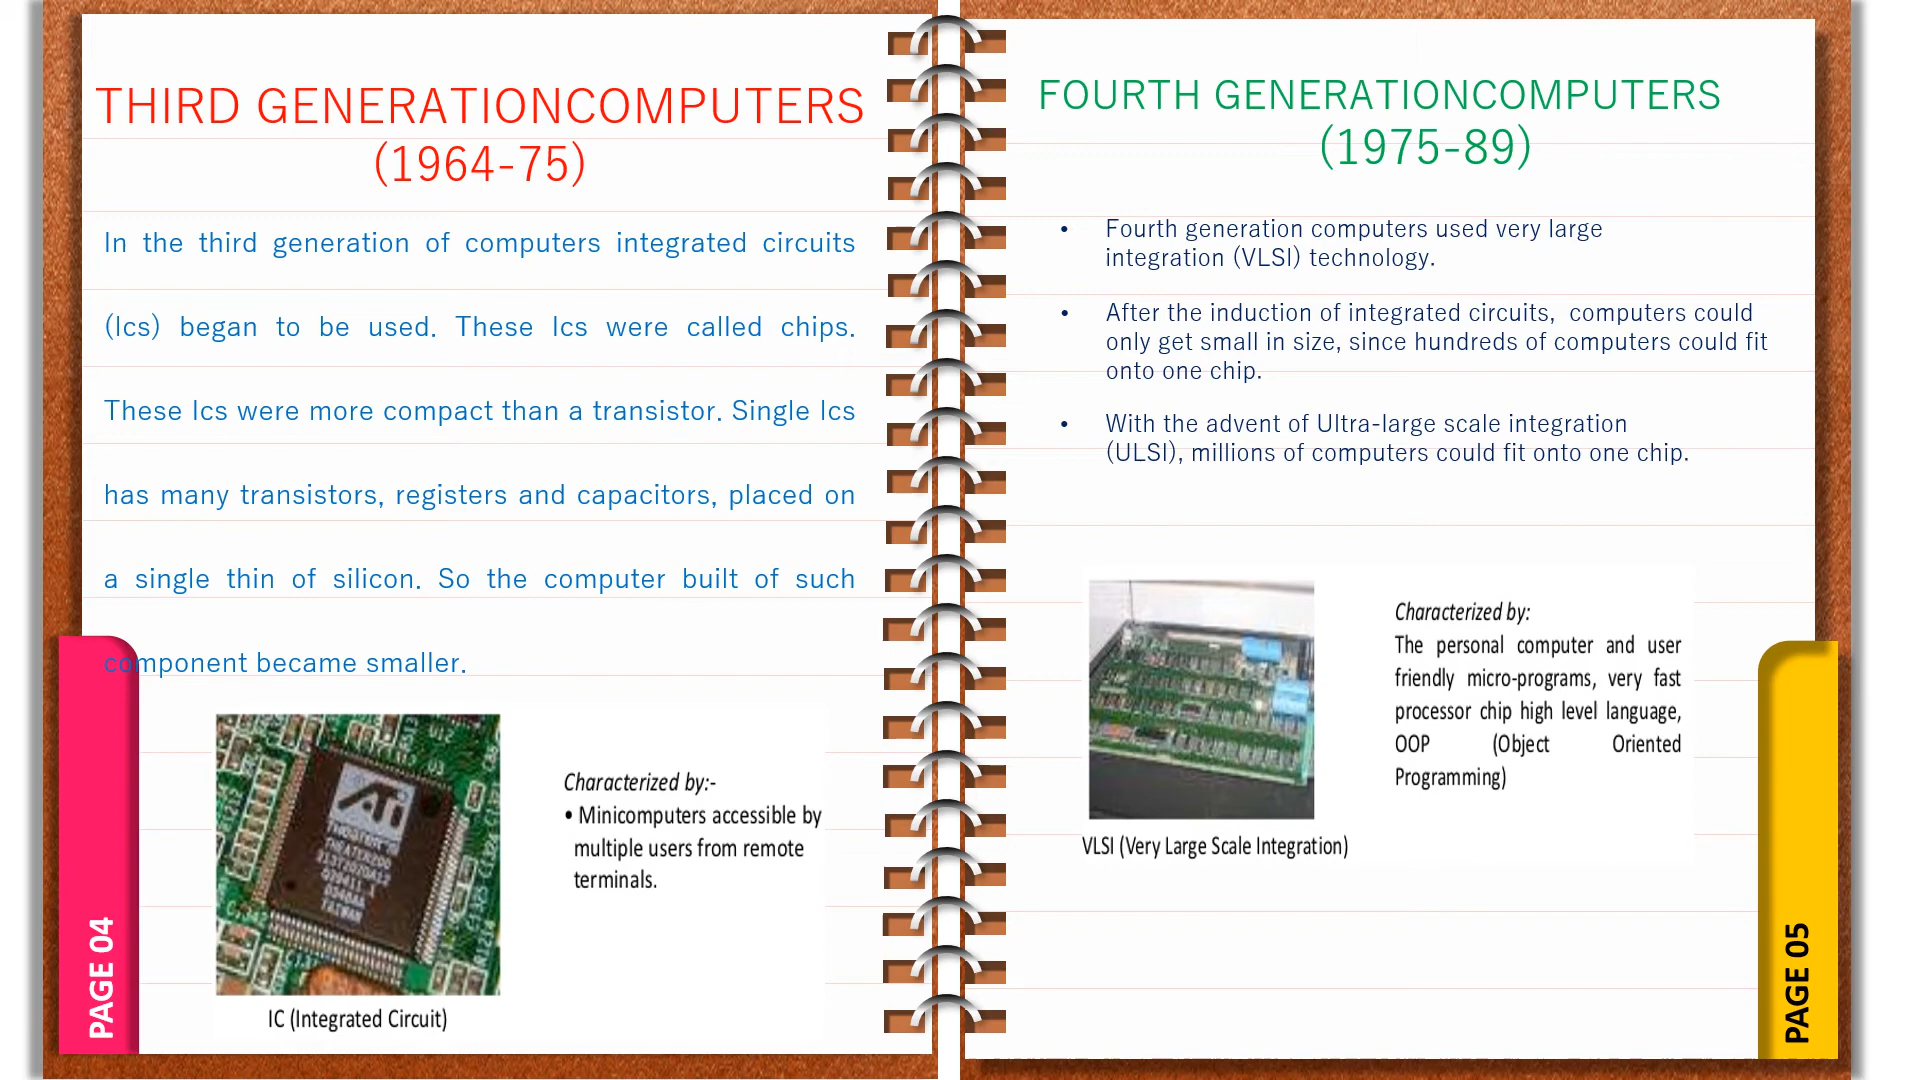 THIRD GENERATIONCOMPUTERS
(1964-75)
In the third generation of computers integrated circuits
(Ics) began to be used. These Ics were called chips.
These Ics were more compact than a transistor. Single Ics
has many transistors, registers and capacitors, placed on
a single thin of silicon. So the computer built of such
component became smaller.
ATi
Characterized by:-
• Minicomputers accessible by
multiple users from remote
terminals.
IC (Integrated Circuit)
PAGE 04
FOURTH GENERATIONCOMPUTERS
(1975-89)
• Fourth generation computers used very large
integration (VLSI) technology.
• After the induction of integrated circuits, computers could
only get small in size, since hundreds of computers could fit
onto one chip.
• With the advent of Ultra-large scale integration
(ULSI), millions of computers could fit onto one chip.
Characterized by:
The personal computer and user
friendly micro-programs, very fast
processor chip high level language,
OOP (Object Oriented
Programming)
VLSI (Very Large Scale Integration)
PAGE 05